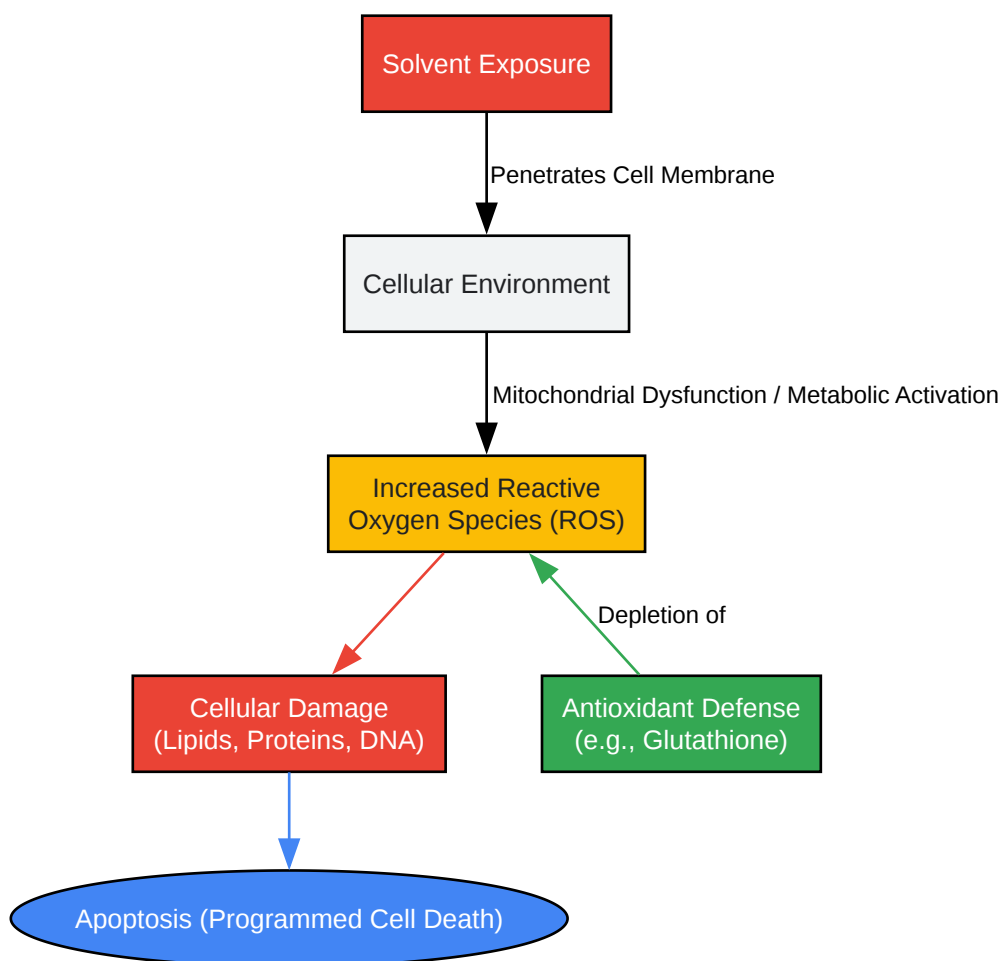 Solvent Exposure
Penetrates Cell Membrane
Cellular Environment
Mitochondrial Dysfunction / Metabolic Activation
Increased Reactive
Oxygen Species (ROS)
Depletion of
Cellular Damage
(Lipids, Proteins, DNA)
Antioxidant Defense
(e.g., Glutathione)
Apoptosis (Programmed Cell Death)